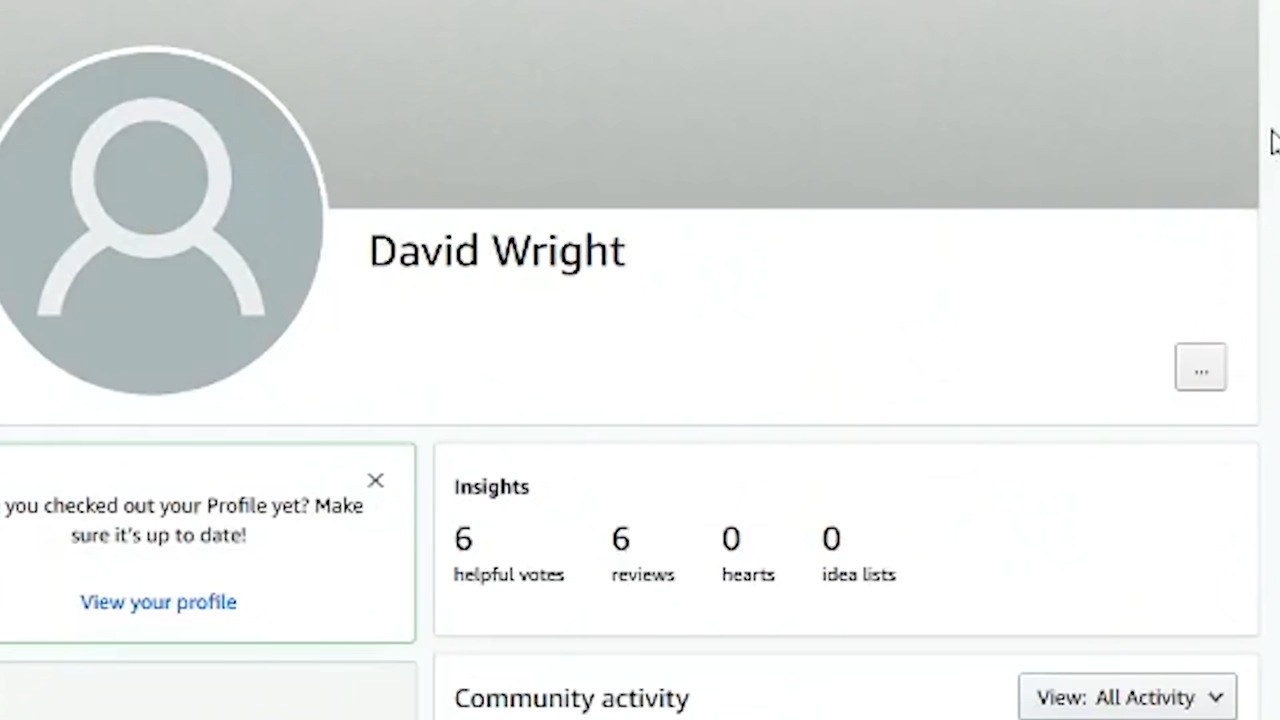 David Wright
...
you checked out your Profile yet? Make
sure it's up to date!
View your profile
Insights
6 6 0 0
helpful votes reviews hearts idea lists
Community activity
View: All Activity